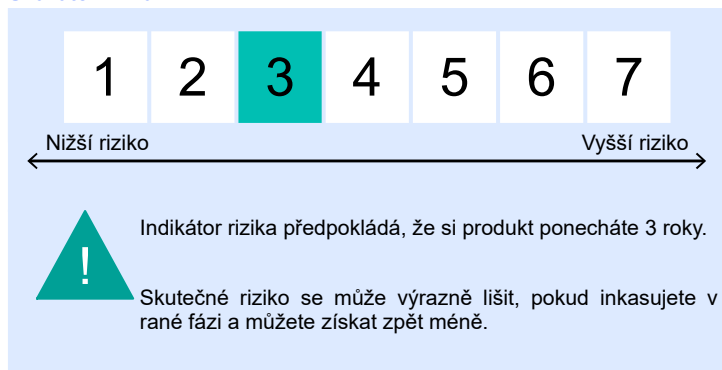 1 2 3 4 5 6 7
Nižší riziko Vyšší riziko
! Indikátor rizika předpokládá, že si produkt ponecháte 3 roky.
Skutečné riziko se může výrazně lišit, pokud inkasujete v
rané fázi a můžete získat zpět méně.